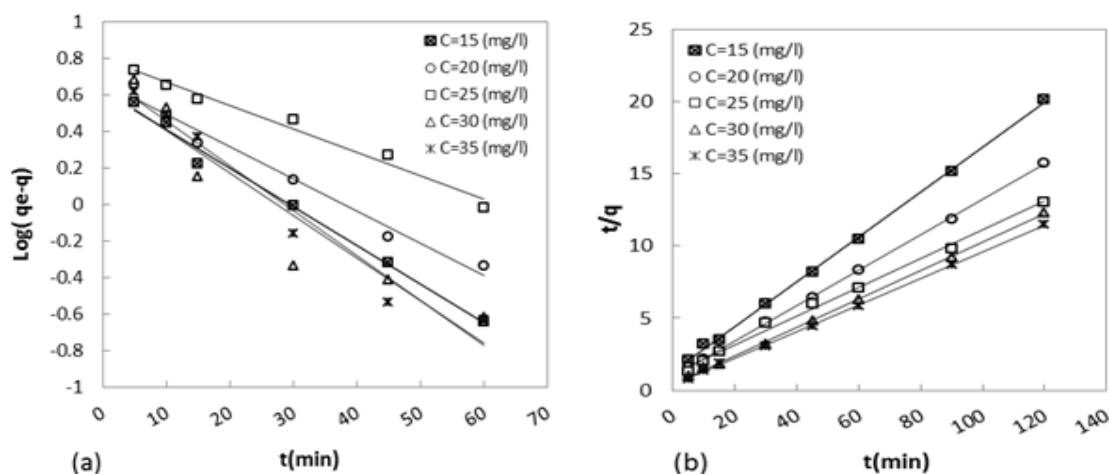 1
0.8
0.6
0.4
0.2
0
-0.2
-0.4
-0.6
-0.8
-1
Log( qe-q)
C=15 (mg/l)
C=20 (mg/l)
C=25 (mg/l)
C=30 (mg/l)
C=35 (mg/l)
0 10 20 30 40 50 60 70
(a) t(min)
25
20
15
10
5
0
t/q
C=15 (mg/l)
C=20 (mg/l)
C=25 (mg/l)
C=30 (mg/l)
C=35 (mg/l)
0 20 40 60 80 100 120 140
(b) t(min)